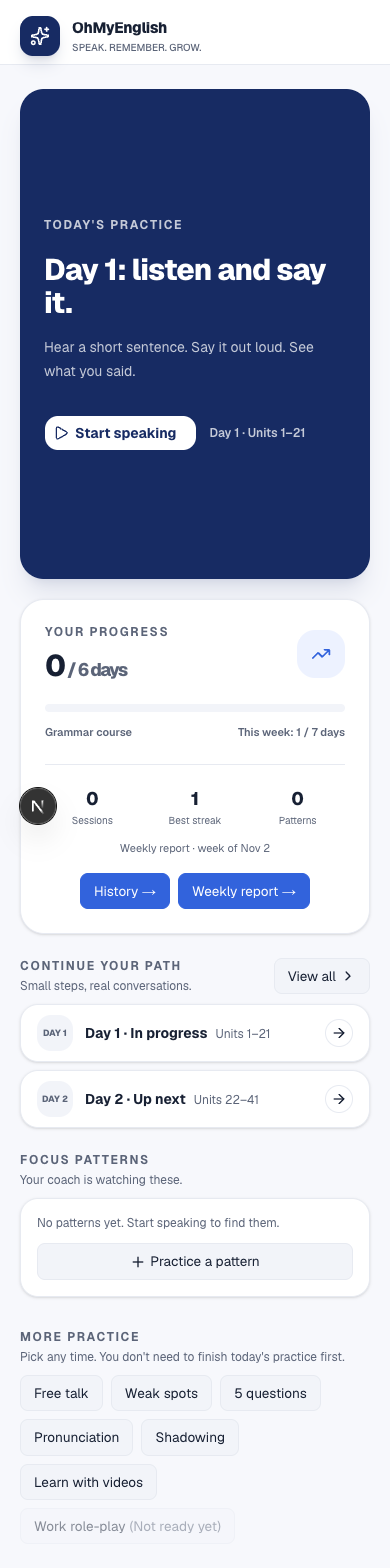 OhMyEnglish
SPEAK. REMEMBER. GROW.
TODAY'S PRACTICE
Day 1: listen and say
it.
Hear a short sentence. Say it out loud. See
what you said.
Start speaking
Day 1 · Units 1–21
YOUR PROGRESS
0 / 6 days
Grammar course
This week: 1 / 7 days
N
0
Sessions
1
Best streak
0
Patterns
Weekly report · week of Nov 2
History →
Weekly report →
CONTINUE YOUR PATH
Small steps, real conversations.
View all
DAY 1
Day 1 · In progress Units 1–21
DAY 2
Day 2 · Up next Units 22–41
FOCUS PATTERNS
Your coach is watching these.
No patterns yet. Start speaking to find them.
+ Practice a pattern
MORE PRACTICE
Pick any time. You don't need to finish today's practice first.
Free talk
Weak spots
5 questions
Pronunciation
Shadowing
Learn with videos
Work role-play (Not ready yet)